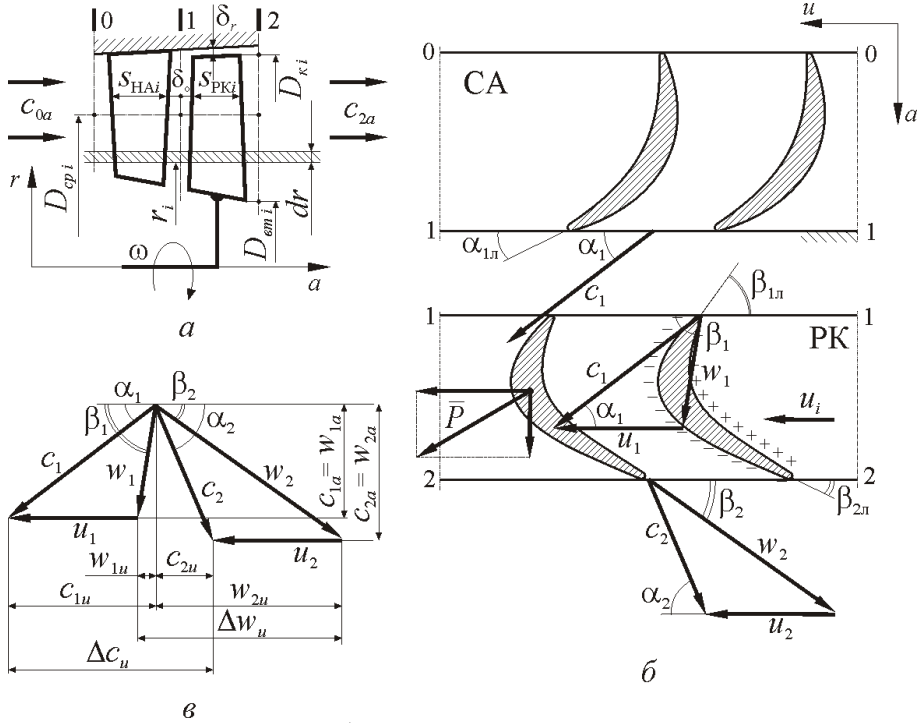 0 1 2
δr
sНАi δo sРКi
Dк i
c0a c2a
Dср i
r
ri
dr
Dвт i
ω
a
а
u
a
0 СА 0
1 1
α1л α1
c1
β1л
1 1
β1
РК
c1 w1
P̅
α1
ui
u1
2 2
β2 β2л
c2 w2
α2
u2
б
α1 β2
β1 α2
c1 w1 c2 w2
c1a = w1a
c2a = w2a
u1 u2
w1u c2u
c1u w2u
Δwu
Δcu
в